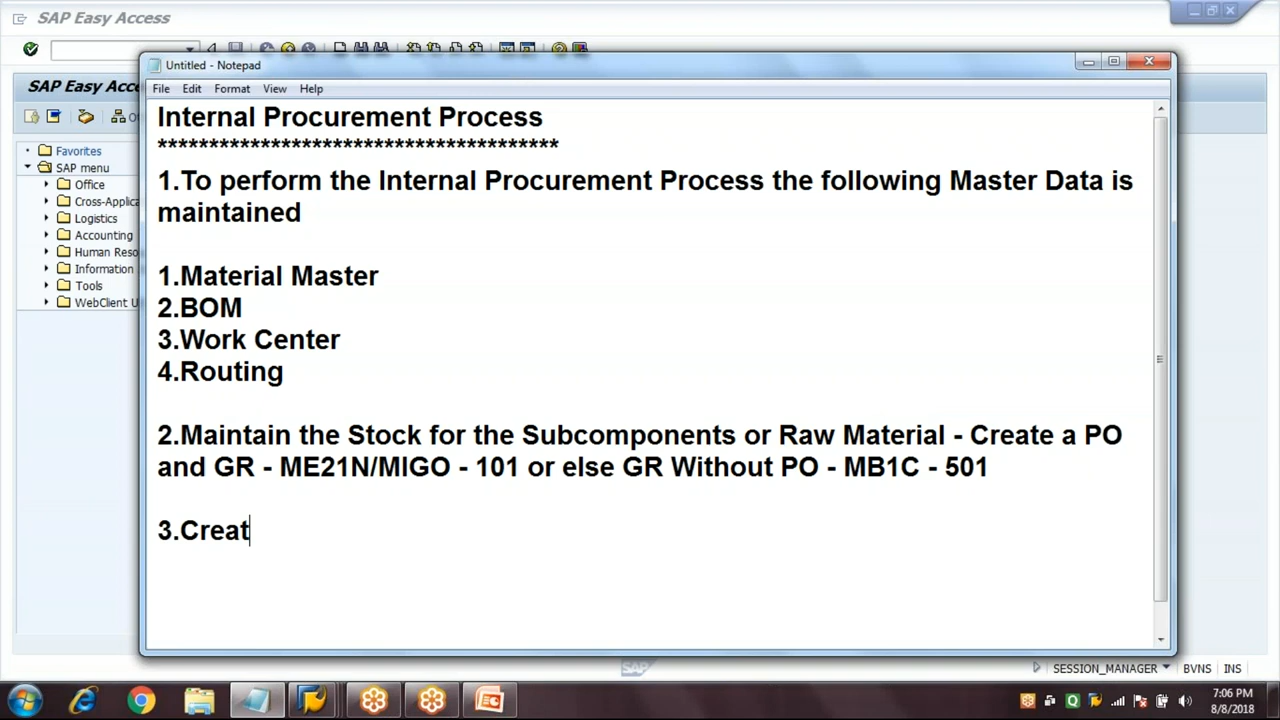 SAP Easy Access
SAP Easy Acce
Untitled - Notepad
File Edit Format View Help
Favorites
SAP menu
Office
Cross-Applica
Logistics
Accounting
Human Reso
Information
Tools
WebClient U
Internal Procurement Process
***************************************
1.To perform the Internal Procurement Process the following Master Data is
maintained
1.Material Master
2.BOM
3.Work Center
4.Routing
2.Maintain the Stock for the Subcomponents or Raw Material - Create a PO
and GR - ME21N/MIGO - 101 or else GR Without PO - MB1C - 501
3.Creat
SAP
SESSION_MANAGER BVNS INS
7:06 PM
8/8/2018